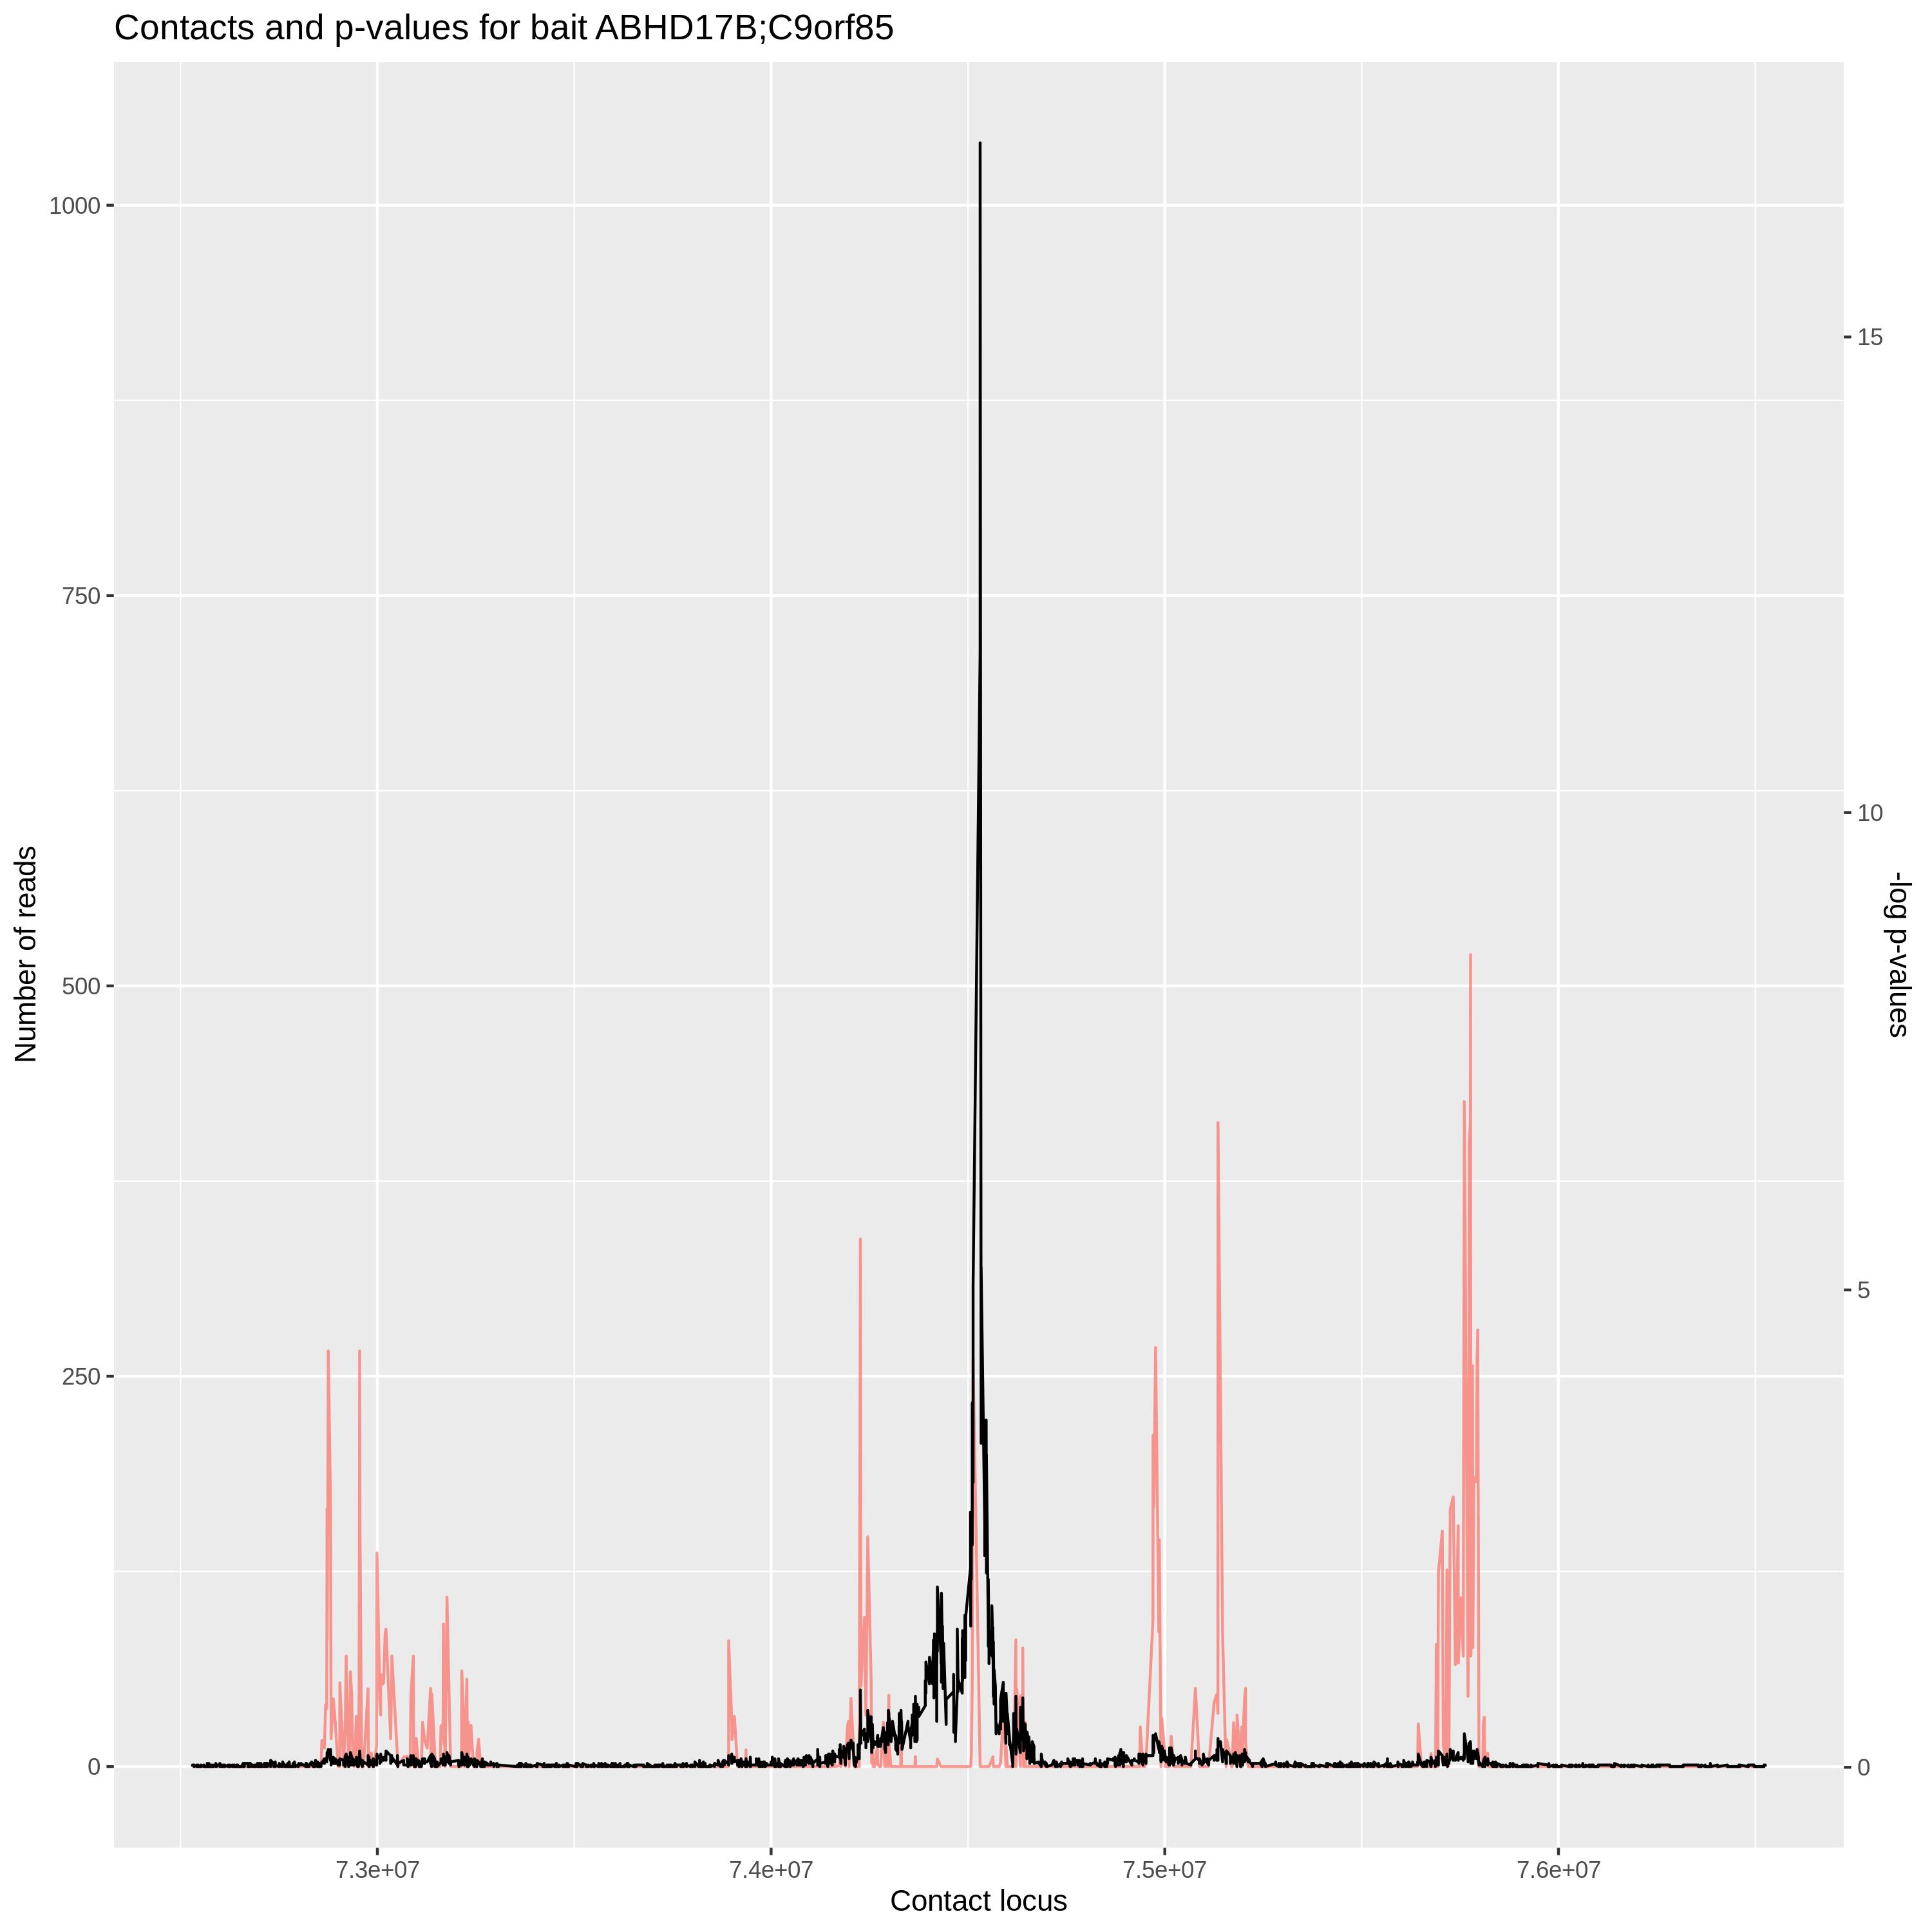 Contacts and p-values for bait ABHD17B;C9orf85
1000
750
500
250
0
Number of reads
15
10
5
0
-log p-values
7.3e+07
7.4e+07
7.5e+07
7.6e+07
Contact locus